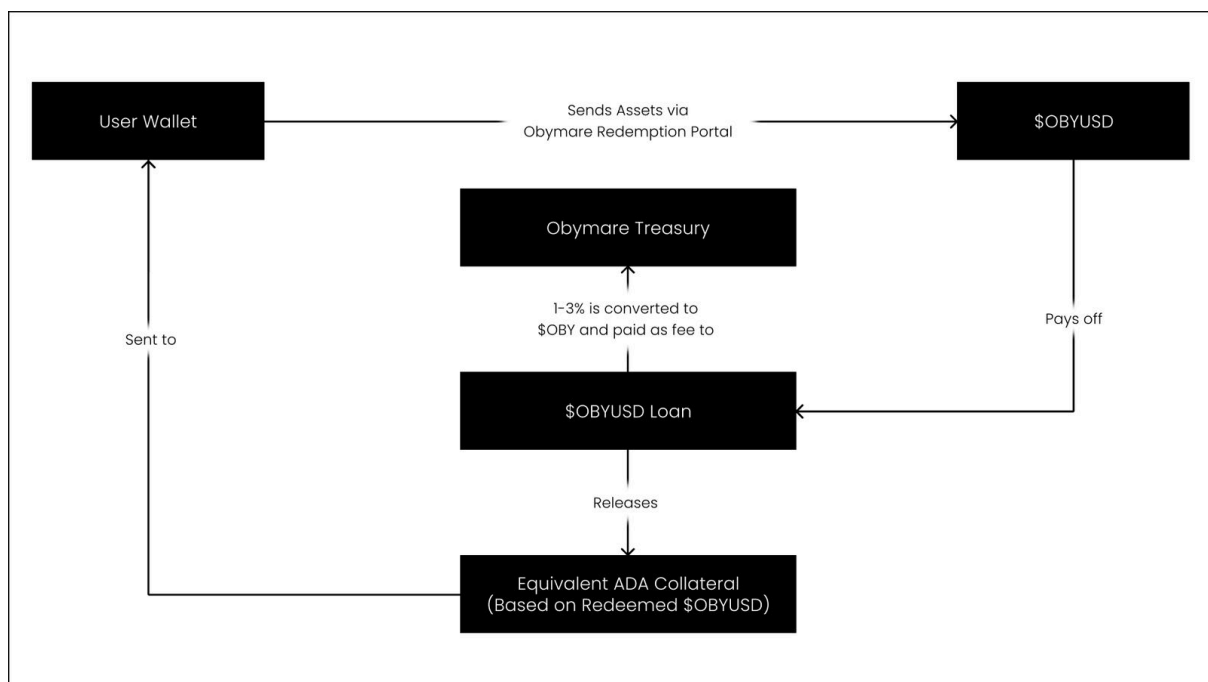 User Wallet
Sends Assets via
Obymare Redemption Portal
$OBYUSD
Obymare Treasury
1-3% is converted to
$OBY and paid as fee to
Sent to
Pays off
$OBYUSD Loan
Releases
Equivalent ADA Collateral
(Based on Redeemed $OBYUSD)